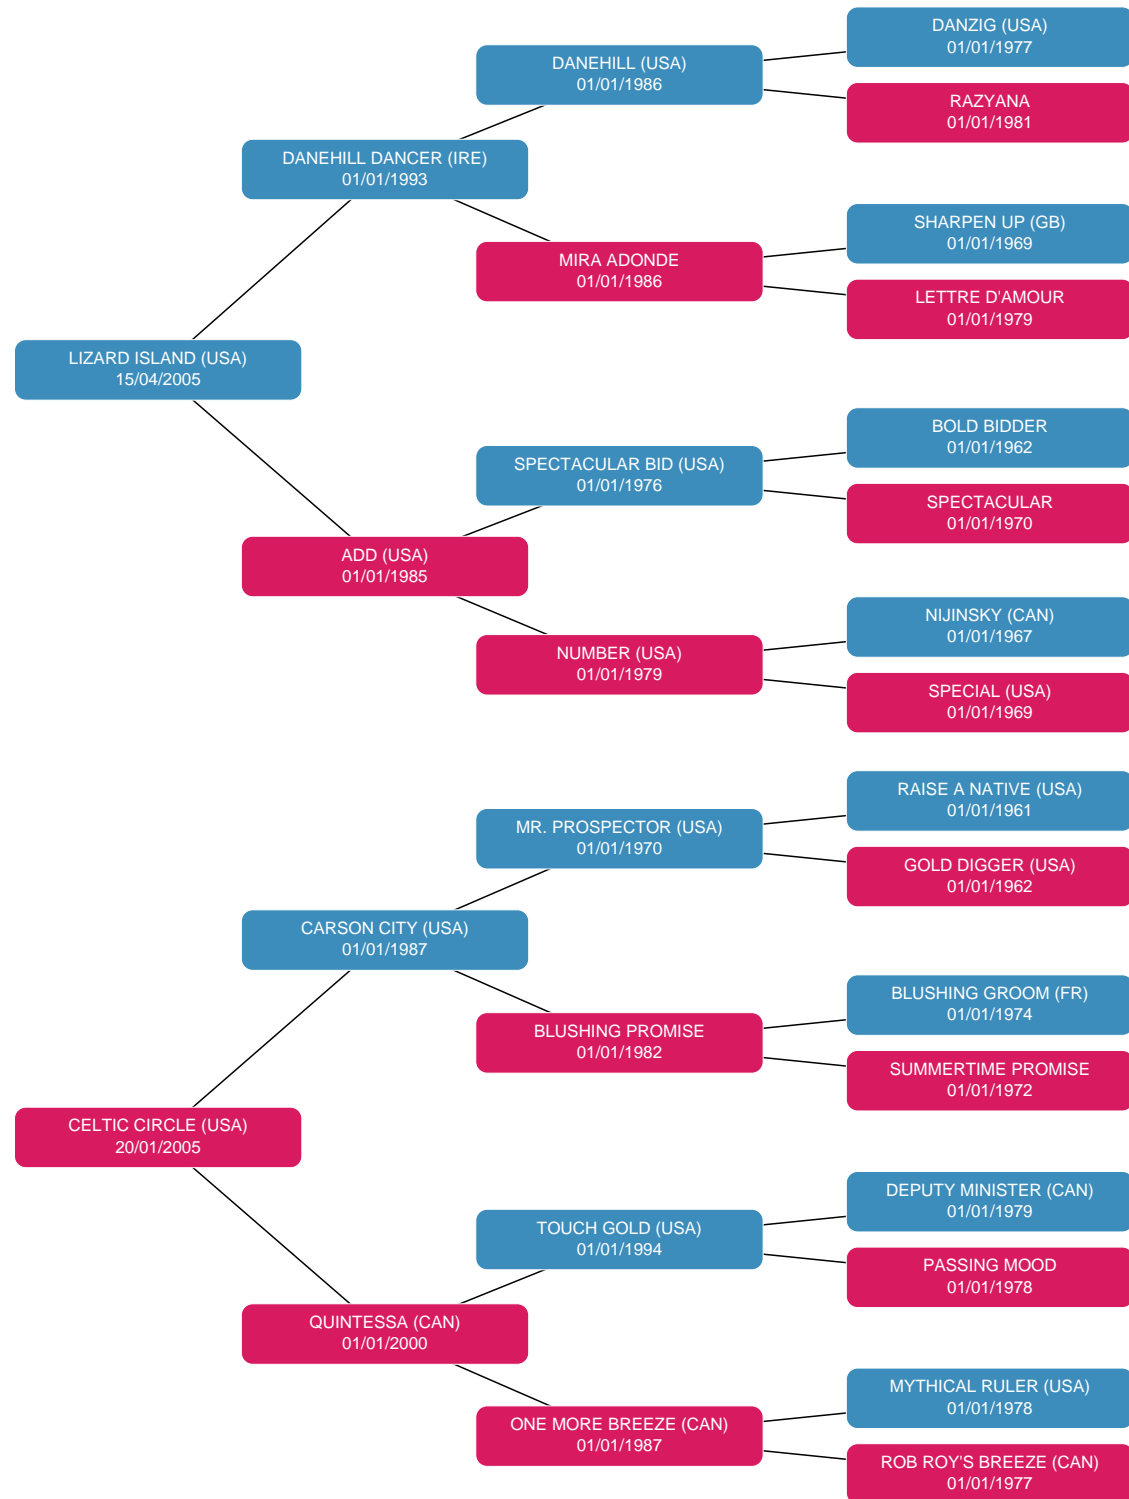 DANZIG (USA)
01/01/1977
DANEHILL (USA)
01/01/1986
RAZYANA
01/01/1981
DANEHILL DANCER (IRE)
01/01/1993
SHARPEN UP (GB)
01/01/1969
MIRA ADONDE
01/01/1986
LETTRE D'AMOUR
01/01/1979
LIZARD ISLAND (USA)
15/04/2005
BOLD BIDDER
01/01/1962
SPECTACULAR BID (USA)
01/01/1976
SPECTACULAR
01/01/1970
ADD (USA)
01/01/1985
NIJINSKY (CAN)
01/01/1967
NUMBER (USA)
01/01/1979
SPECIAL (USA)
01/01/1969
RAISE A NATIVE (USA)
01/01/1961
MR. PROSPECTOR (USA)
01/01/1970
GOLD DIGGER (USA)
01/01/1962
CARSON CITY (USA)
01/01/1987
BLUSHING GROOM (FR)
01/01/1974
BLUSHING PROMISE
01/01/1982
SUMMERTIME PROMISE
01/01/1972
CELTIC CIRCLE (USA)
20/01/2005
DEPUTY MINISTER (CAN)
01/01/1979
TOUCH GOLD (USA)
01/01/1994
PASSING MOOD
01/01/1978
QUINTESSA (CAN)
01/01/2000
MYTHICAL RULER (USA)
01/01/1978
ONE MORE BREEZE (CAN)
01/01/1987
ROB ROY'S BREEZE (CAN)
01/01/1977